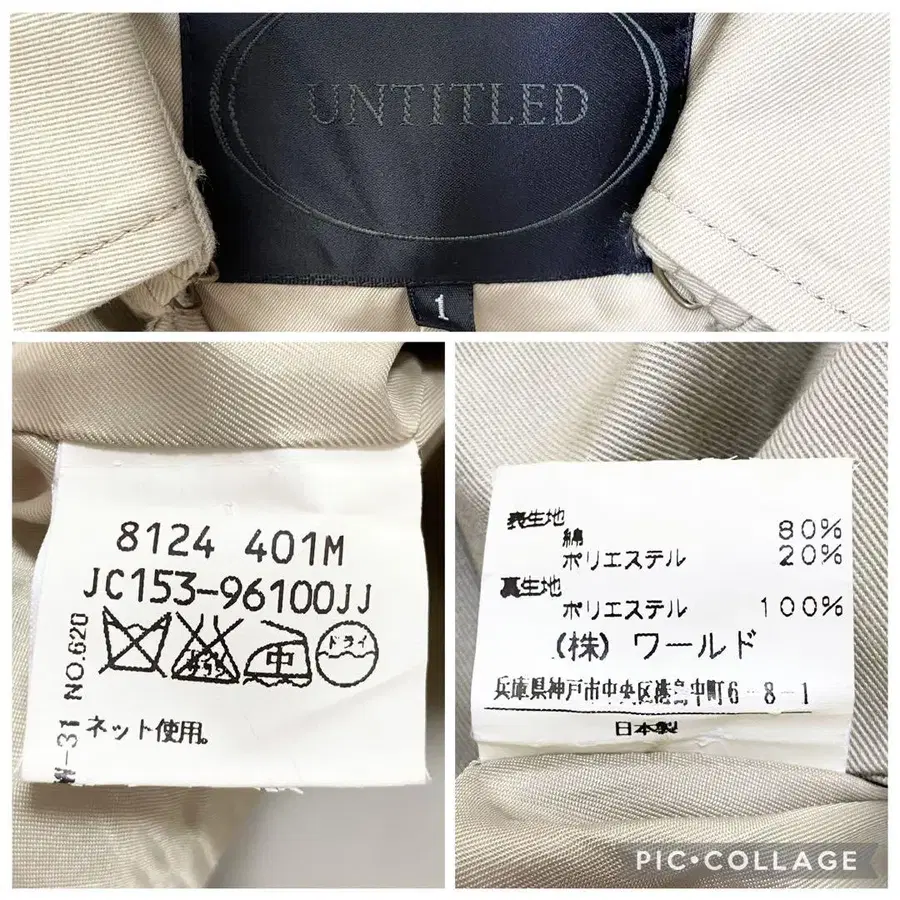 UNTITLED
1
8124 401M
JC153-96100JJ
ドライ
中
NO.620
ネット使用。
表生地
綿 80%
ポリエステル 20%
裏生地
ポリエステル 100%
(株) ワールド
兵庫県神戸市中央区港島中町6-8-1
日本製
PIC•COLLAGE